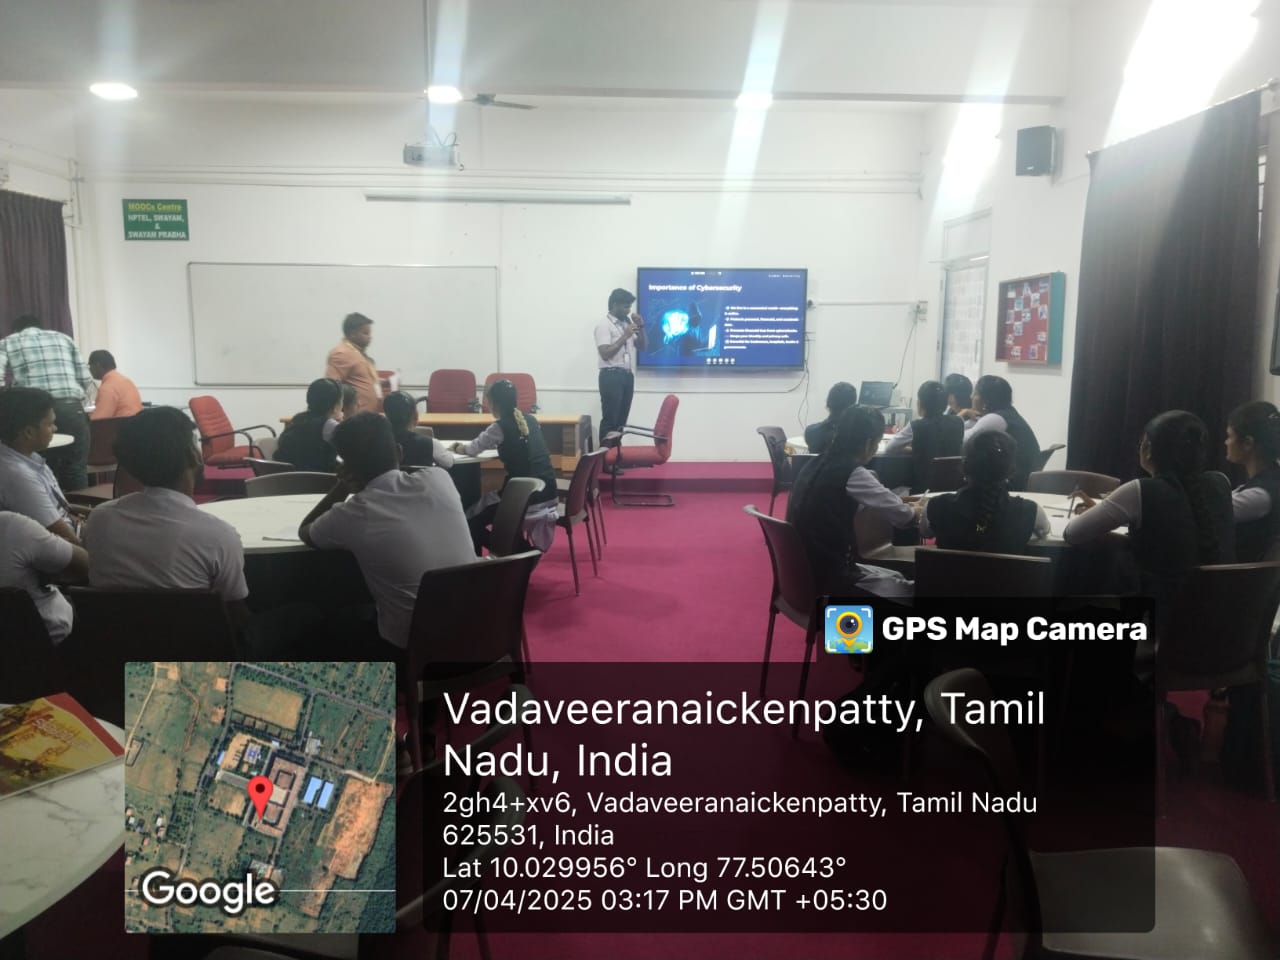 MOOCs Centre
NPTEL, SWAYAM,
&
SWAYAM PRABHA
Importance of Cybersecurity
GPS Map Camera
Vadaveeranaickenpatty, Tamil
Nadu, India
2gh4+xv6, Vadaveeranaickenpatty, Tamil Nadu
625531, India
Lat 10.029956° Long 77.50643°
07/04/2025 03:17 PM GMT +05:30
Google